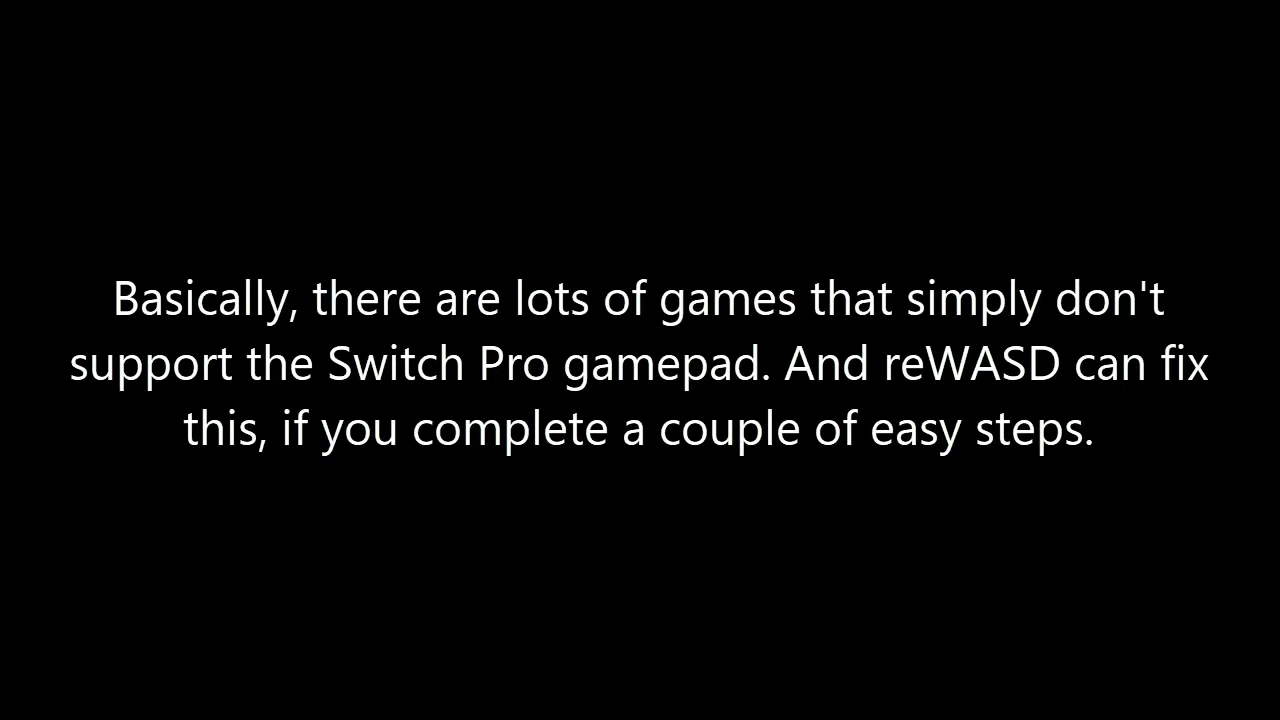 Basically, there are lots of games that simply don't
support the Switch Pro gamepad. And reWASD can fix
this, if you complete a couple of easy steps.